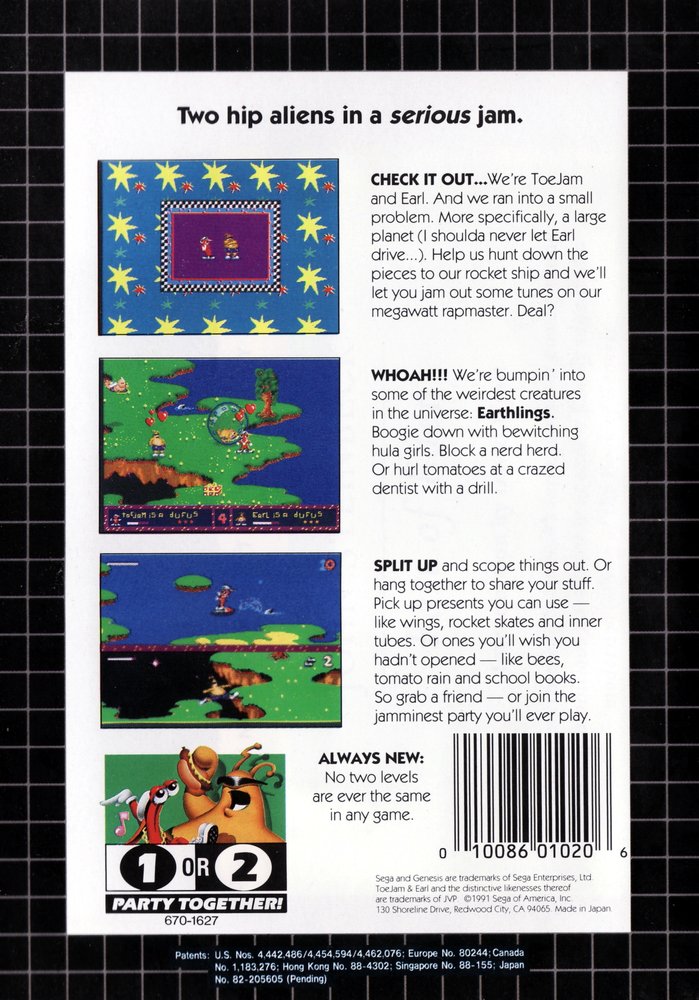 Two hip aliens in a serious jam.
CHECK IT OUT...We're ToeJam
and Earl. And we ran into a small
problem. More specifically, a large
planet (I shoulda never let Earl
drive...). Help us hunt down the
pieces to our rocket ship and we'll
let you jam out some tunes on our
megawatt rapmaster. Deal?
WHOAH!!! We're bumpin' into
some of the weirdest creatures
in the universe: Earthlings.
Boogie down with bewitching
hula girls. Block a nerd herd.
Or hurl tomatoes at a crazed
dentist with a drill.
ToeJam is a dufus 4 Earl is a dufus
SPLIT UP and scope things out. Or
hang together to share your stuff.
Pick up presents you can use —
like wings, rocket skates and inner
tubes. Or ones you'll wish you
hadn't opened — like bees,
tomato rain and school books.
So grab a friend — or join the
jamminest party you'll ever play.
2
ALWAYS NEW:
No two levels
are ever the same
in any game.
1 OR 2
PARTY TOGETHER!
670-1627
0 10086 01020 6
Sega and Genesis are trademarks of Sega Enterprises, Ltd.
ToeJam & Earl and the distinctive likenesses thereof
are trademarks of JVP. ©1991 Sega of America, Inc.
130 Shoreline Drive, Redwood City, CA 94065. Made in Japan.
Patents: U.S. Nos. 4,442,486/4,454,594/4,462,076; Europe No. 80244; Canada
No. 1,183,276; Hong Kong No. 88-4302; Singapore No. 88-155; Japan
No. 82-205605 (Pending)